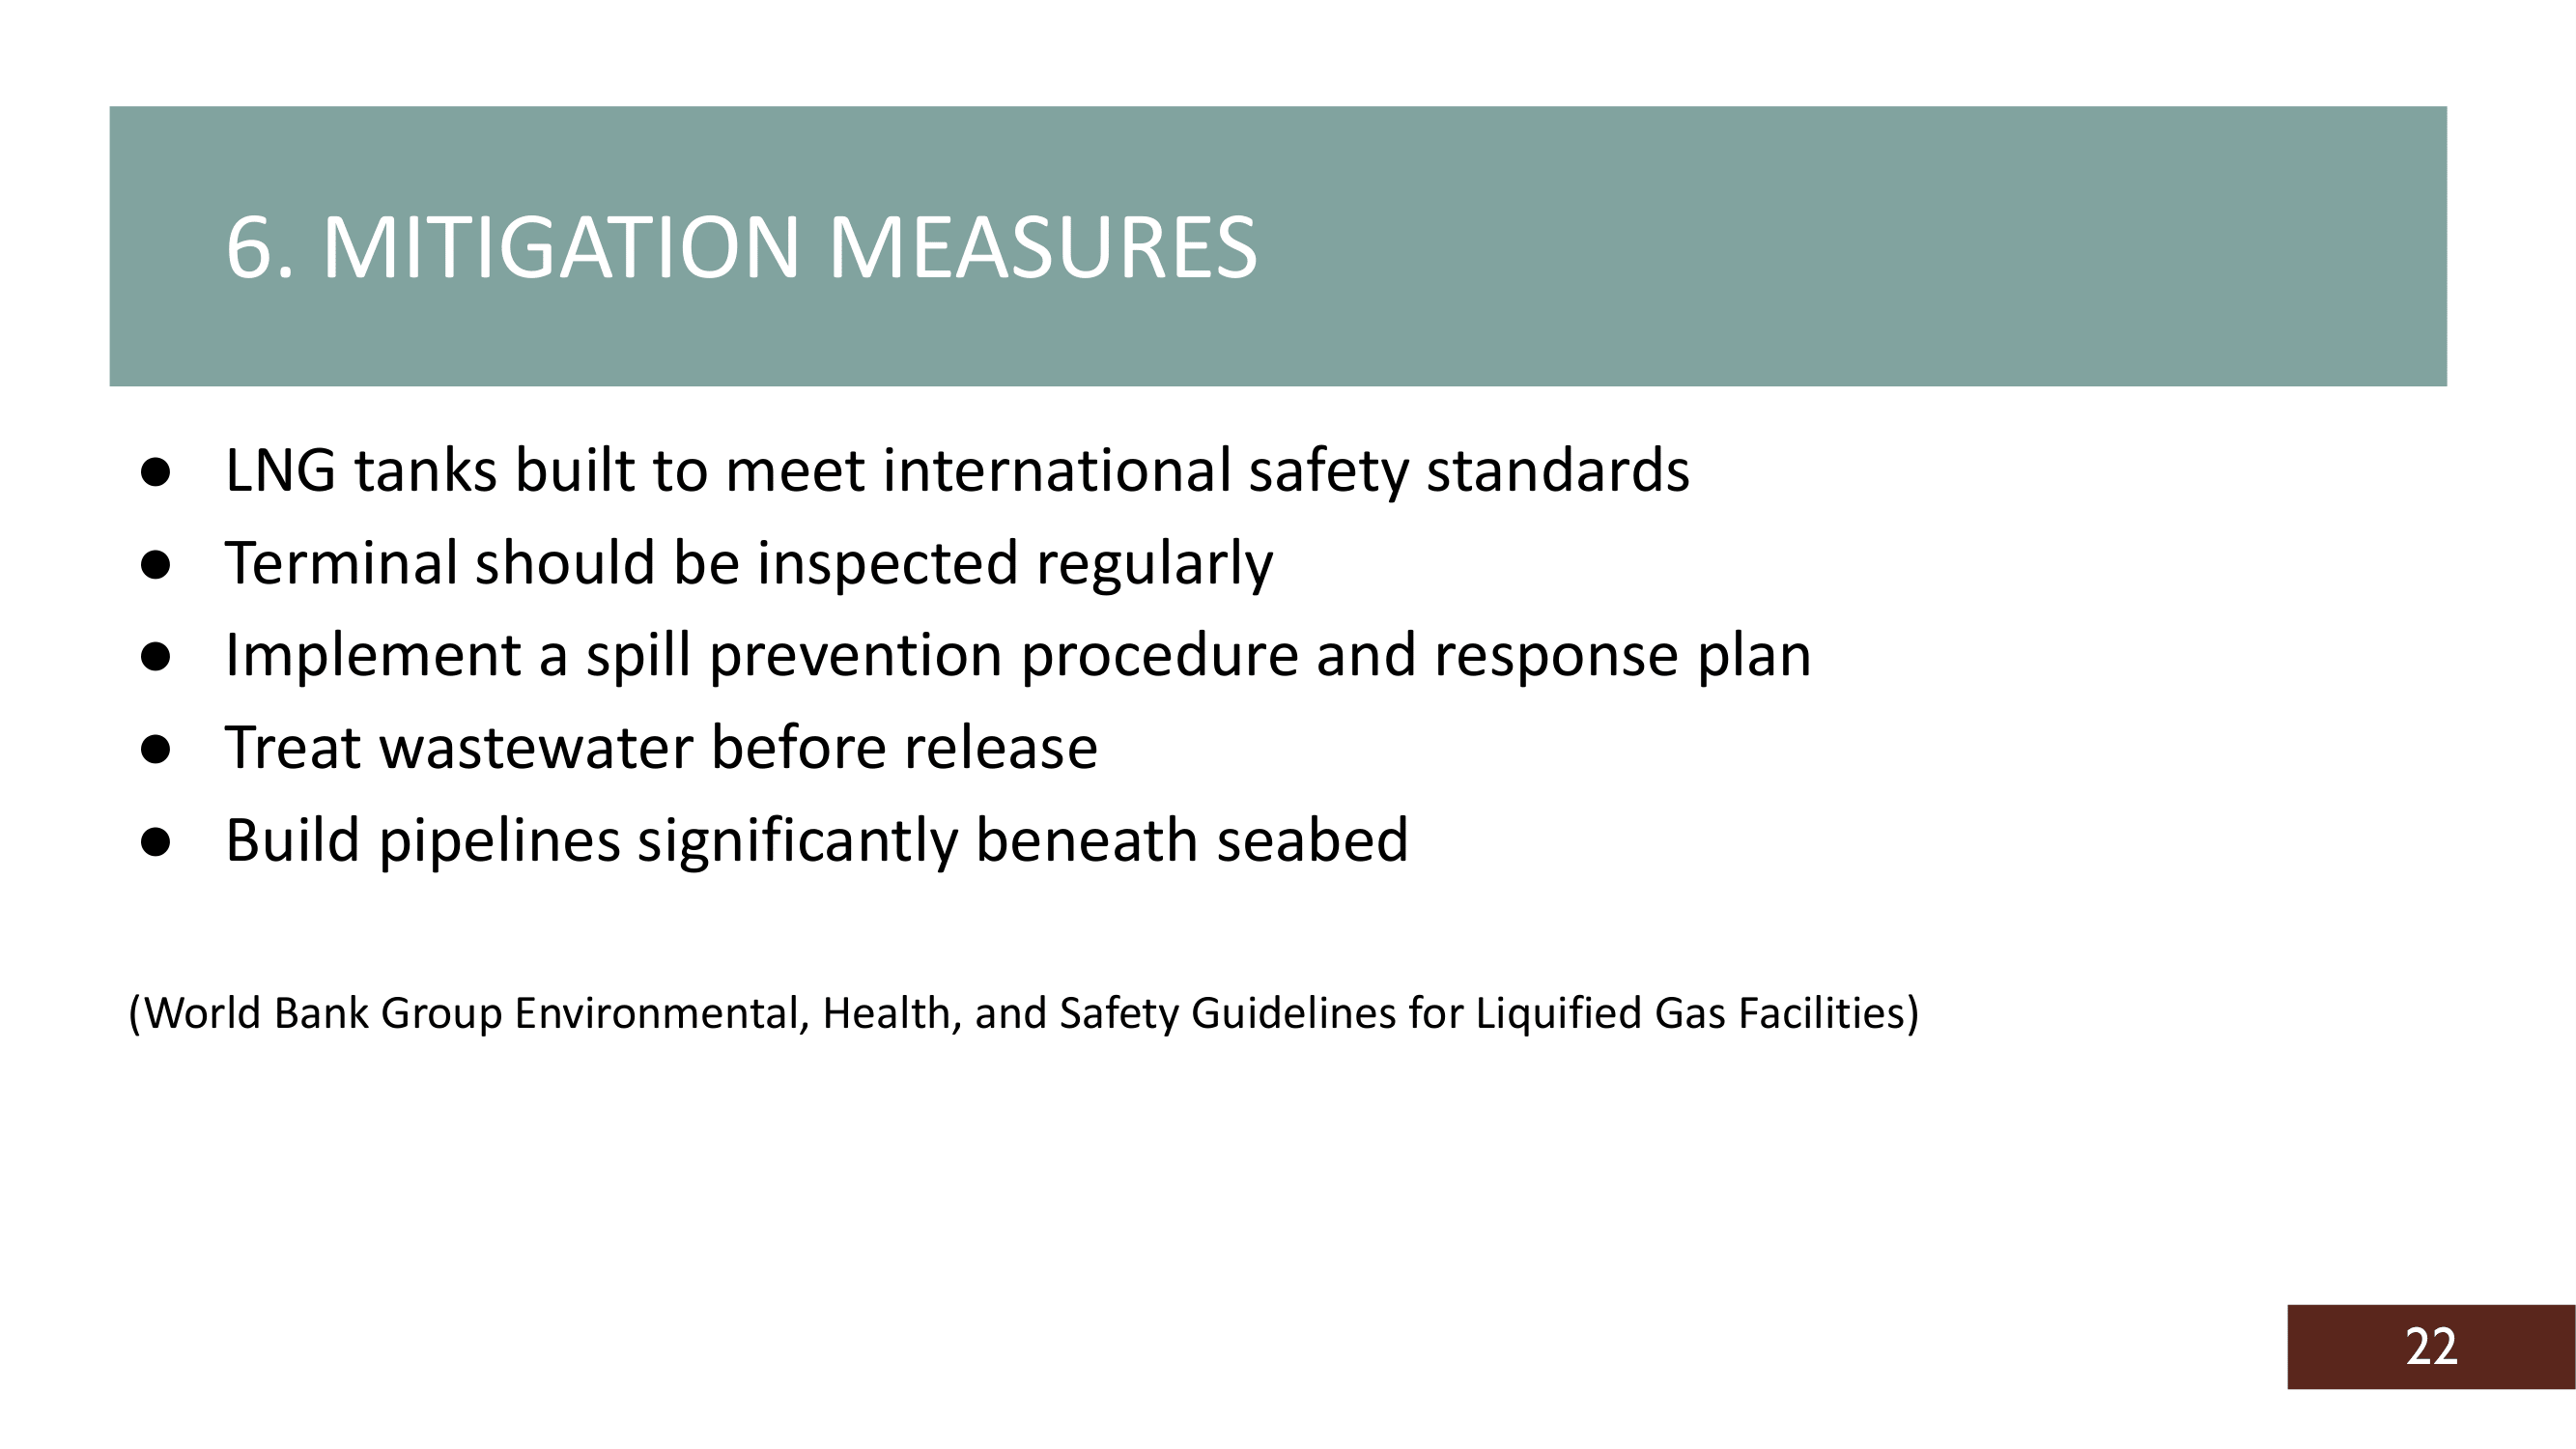 6. MITIGATION MEASURES
● LNG tanks built to meet international safety standards
● Terminal should be inspected regularly
● Implement a spill prevention procedure and response plan
● Treat wastewater before release
● Build pipelines significantly beneath seabed
(World Bank Group Environmental, Health, and Safety Guidelines for Liquified Gas Facilities)
22